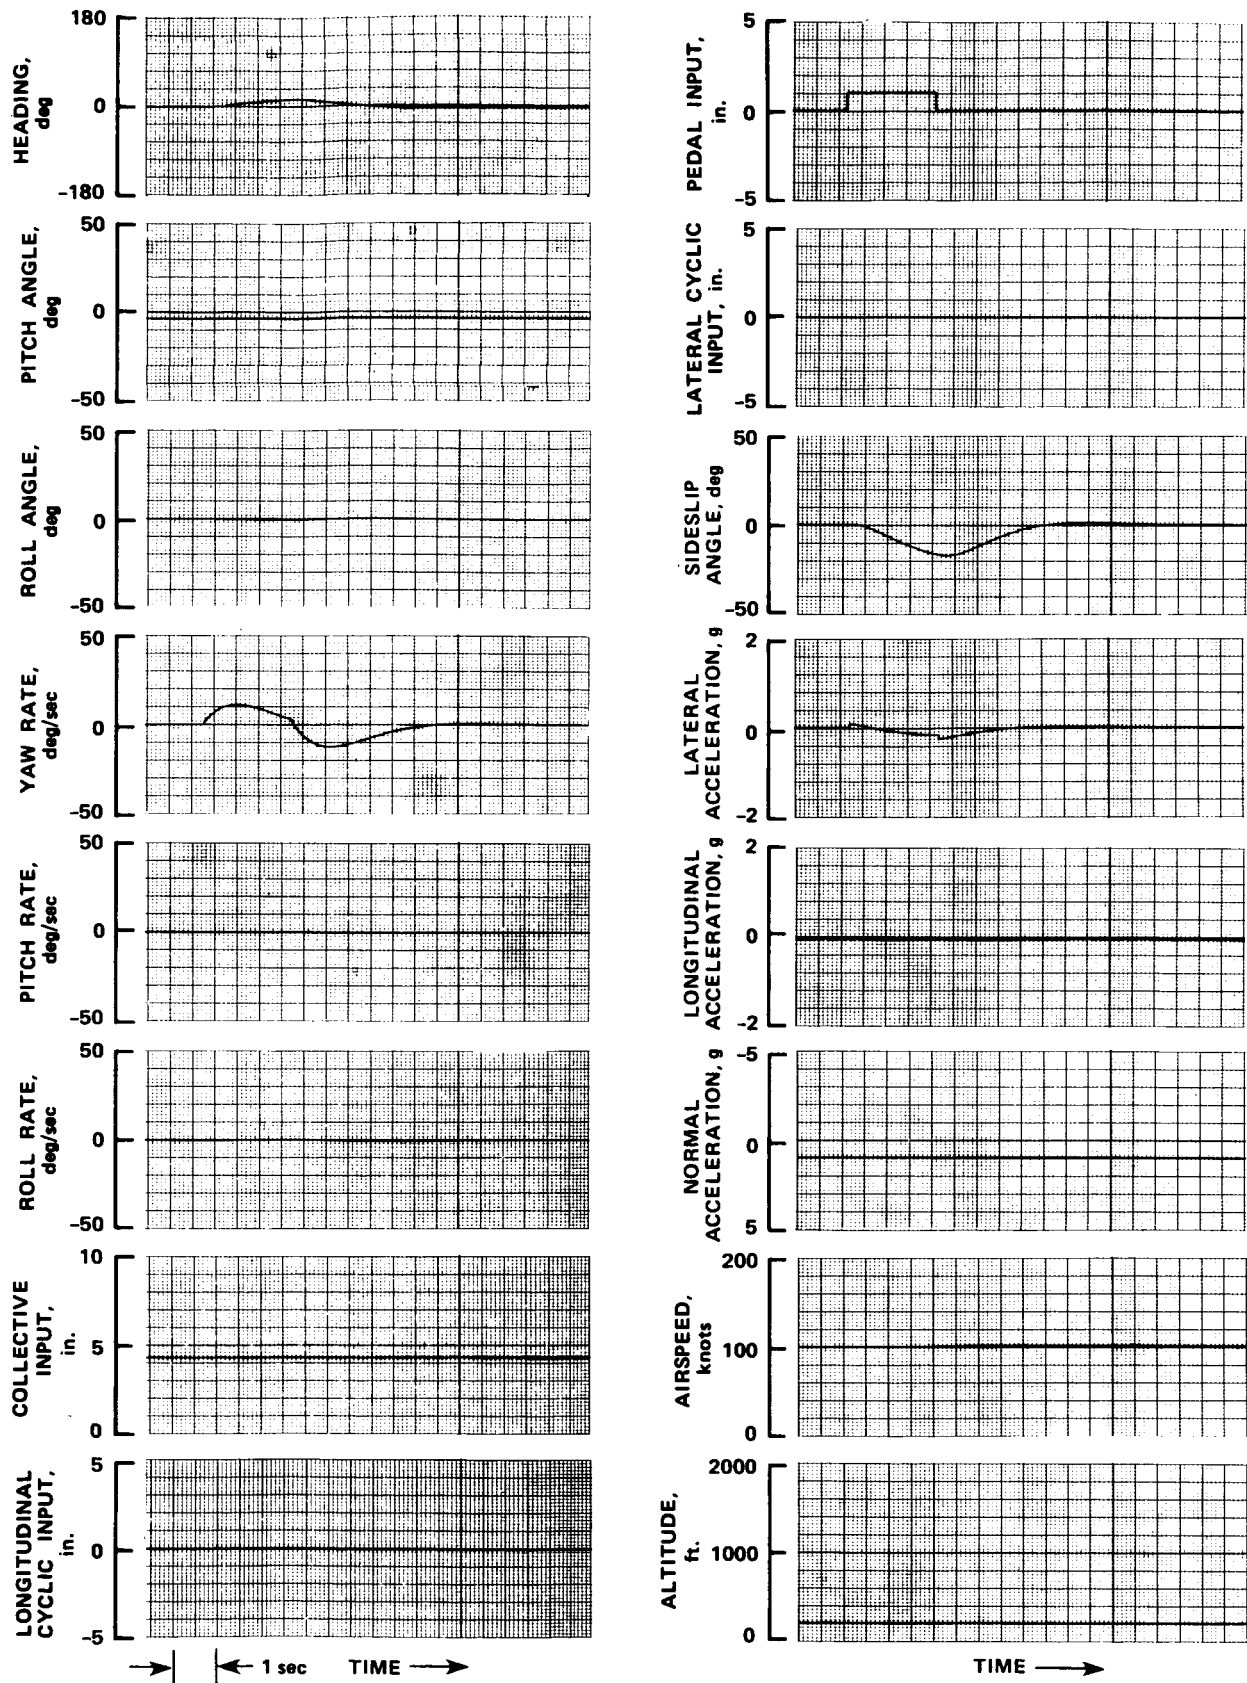 HEADING,
deg
180
0
-180
PITCH ANGLE,
deg
50
0
-50
ROLL ANGLE,
deg
50
0
-50
YAW RATE,
deg/sec
50
0
-50
PITCH RATE,
deg/sec
50
0
-50
ROLL RATE,
deg/sec
50
0
-50
COLLECTIVE
INPUT,
in.
10
5
0
LONGITUDINAL
CYCLIC INPUT,
in.
5
0
-5
1 sec
TIME
PEDAL INPUT,
in.
5
0
-5
LATERAL CYCLIC
INPUT, in.
5
0
-5
SIDESLIP
ANGLE, deg
50
0
-50
LATERAL
ACCELERATION, g
2
0
-2
LONGITUDINAL
ACCELERATION, g
2
0
-2
NORMAL
ACCELERATION, g
-5
0
5
AIRSPEED,
knots
200
100
0
ALTITUDE,
ft.
2000
1000
0
TIME